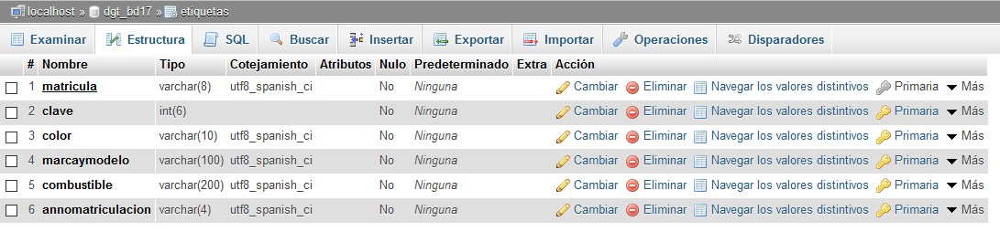 localhost » dgt_bd17 » etiquetas
Examinar Estructura SQL Buscar Insertar Exportar Importar Operaciones Disparadores
# Nombre Tipo Cotejamiento Atributos Nulo Predeterminado Extra Acción
1 matricula varchar(8) utf8_spanish_ci No Ninguna Cambiar Eliminar Navegar los valores distintivos Primaria Más
2 clave int(6) No Ninguna Cambiar Eliminar Navegar los valores distintivos Primaria Más
3 color varchar(10) utf8_spanish_ci No Ninguna Cambiar Eliminar Navegar los valores distintivos Primaria Más
4 marcaymodelo varchar(100) utf8_spanish_ci No Ninguna Cambiar Eliminar Navegar los valores distintivos Primaria Más
5 combustible varchar(200) utf8_spanish_ci No Ninguna Cambiar Eliminar Navegar los valores distintivos Primaria Más
6 annomatriculacion varchar(4) utf8_spanish_ci No Ninguna Cambiar Eliminar Navegar los valores distintivos Primaria Más